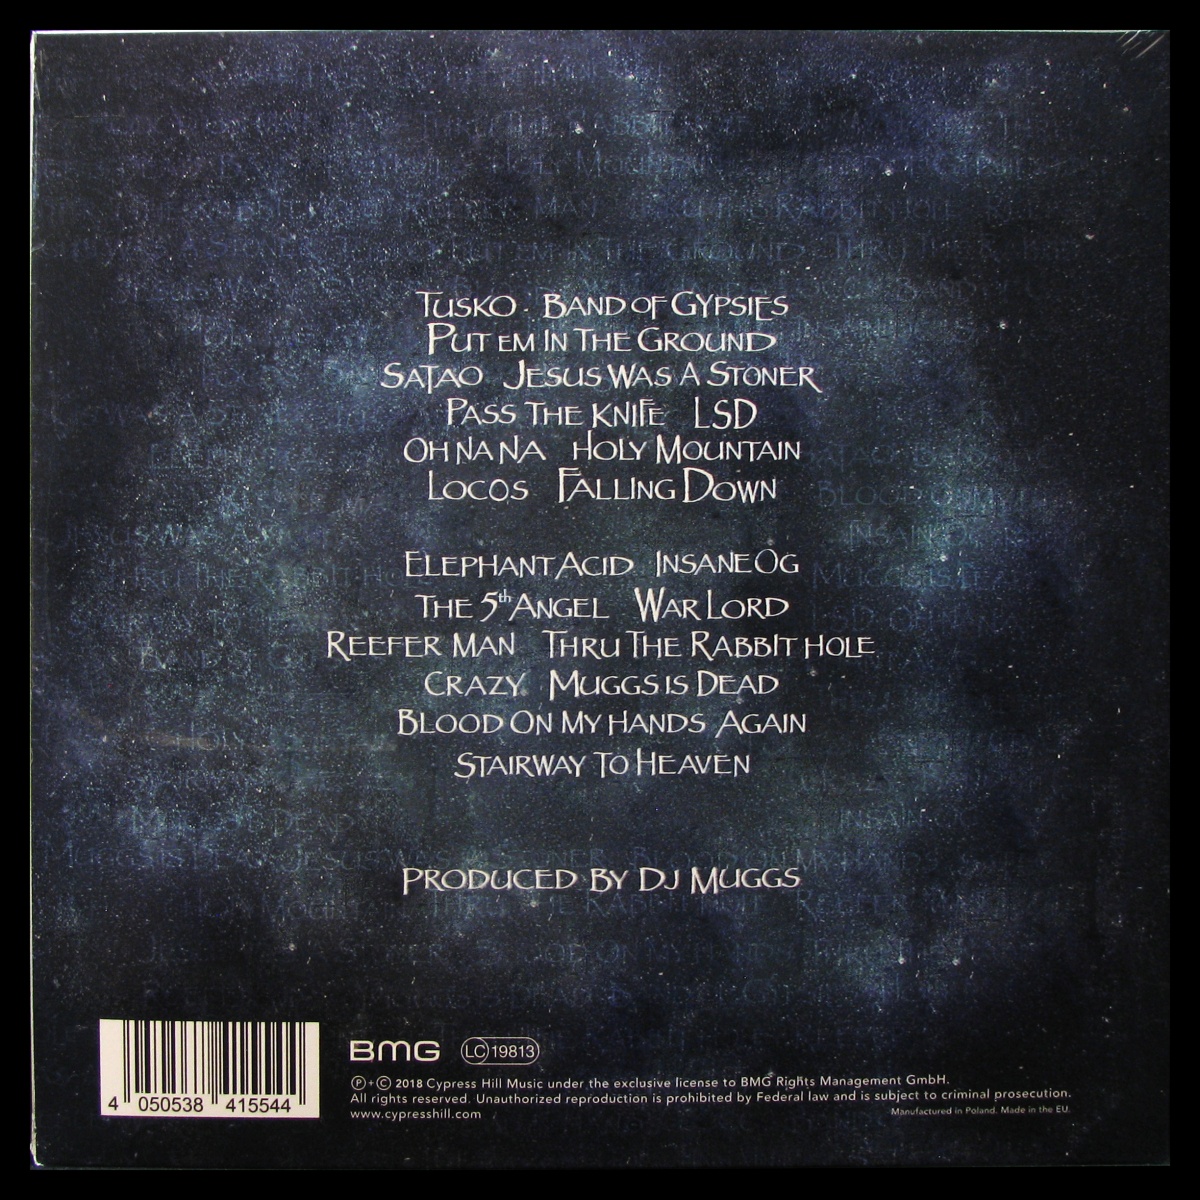 Tusko · Band of Gypsies
Put em In The Ground
Satao Jesus Was A Stoner
Pass The Knife LSD
Oh Na Na Holy Mountain
Locos Falling Down
Elephant Acid Insane Og
The 5th Angel War Lord
Reefer Man Thru The Rabbit Hole
Crazy Muggs is Dead
Blood On My Hands Again
Stairway To Heaven
Produced By DJ Muggs
4 050538 415544
BMG LC 19813
℗+© 2018 Cypress Hill Music under the exclusive license to BMG Rights Management GmbH.
All rights reserved. Unauthorized reproduction is prohibited by Federal law and is subject to criminal prosecution.
www.cypresshill.com Manufactured in Poland. Made in the EU.